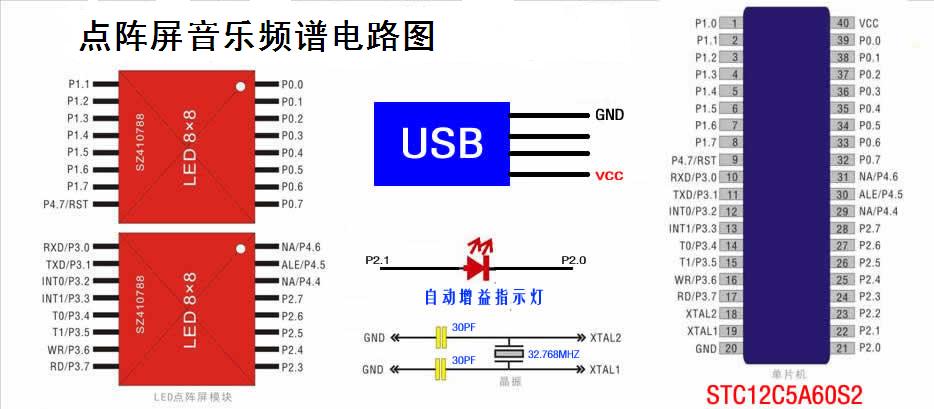 点阵屏音乐频谱电路图
P1.1
P1.2
P1.3
P1.4
P1.5
P1.6
P1.7
P4.7/RST
SZ410788
LED 8×8
P0.0
P0.1
P0.2
P0.3
P0.4
P0.5
P0.6
P0.7
RXD/P3.0
TXD/P3.1
INT0/P3.2
INT1/P3.3
T0/P3.4
T1/P3.5
WR/P3.6
RD/P3.7
SZ410788
LED 8×8
NA/P4.6
ALE/P4.5
NA/P4.4
P2.7
P2.6
P2.5
P2.4
P2.3
LED点阵屏模块
USB
GND
VCC
P2.1
P2.0
自动增益指示灯
30PF
GND
XTAL2
32.768MHZ
30PF
GND
XTAL1
晶振
P1.0 1 40 VCC
P1.1 2 39 P0.0
P1.2 3 38 P0.1
P1.3 4 37 P0.2
P1.4 5 36 P0.3
P1.5 6 35 P0.4
P1.6 7 34 P0.5
P1.7 8 33 P0.6
P4.7/RST 9 32 P0.7
RXD/P3.0 10 31 NA/P4.6
TXD/P3.1 11 30 ALE/P4.5
INT0/P3.2 12 29 NA/P4.4
INT1/P3.3 13 28 P2.7
T0/P3.4 14 27 P2.6
T1/P3.5 15 26 P2.5
WR/P3.6 16 25 P2.4
RD/P3.7 17 24 P2.3
XTAL2 18 23 P2.2
XTAL1 19 22 P2.1
GND 20 21 P2.0
单片机
STC12C5A60S2